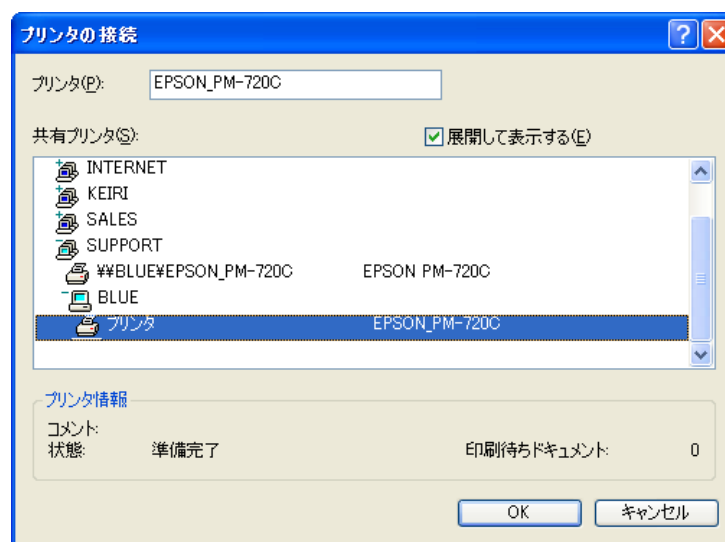 プリンタの接続
プリンタ(P): EPSON_PM-720C
共有プリンタ(S): 展開して表示する(E)
INTERNET
KEIRI
SALES
SUPPORT
¥¥BLUE¥EPSON_PM-720C EPSON PM-720C
BLUE
プリンタ EPSON_PM-720C
プリンタ情報
コメント:
状態: 準備完了 印刷待ちドキュメント: 0
OK キャンセル